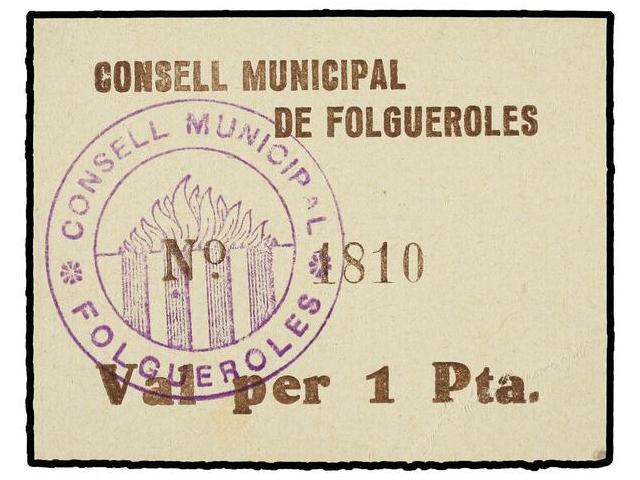 CONSELL MUNICIPAL
DE FOLGUEROLES
CONSELL MUNICIPAL
FOLGUEROLES
Nº 1810
Val per 1 Pta.